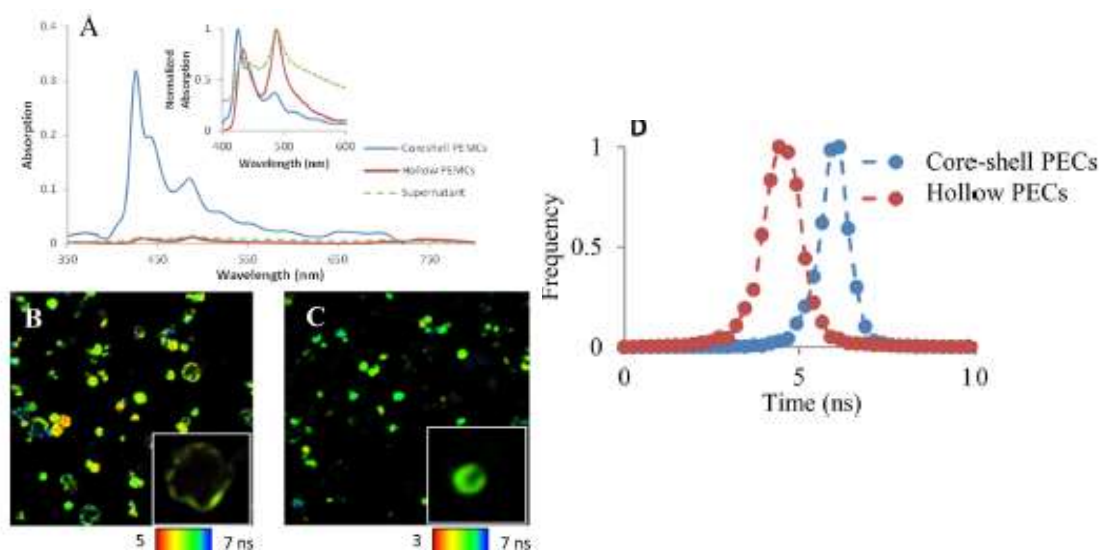 A
0.4
0.3
0.2
0.1
0
Absorption
350
450
550
650
750
Wavelength (nm)
1
0.5
0
Normalized
Absorption
400
500
600
Wavelength (nm)
Coreshell PEMCs
Hollow PEMCs
Supernatant
B
5
7 ns
C
3
7 ns
D
1
0.5
0
Frequency
0
5
10
Time (ns)
Core-shell PECs
Hollow PECs